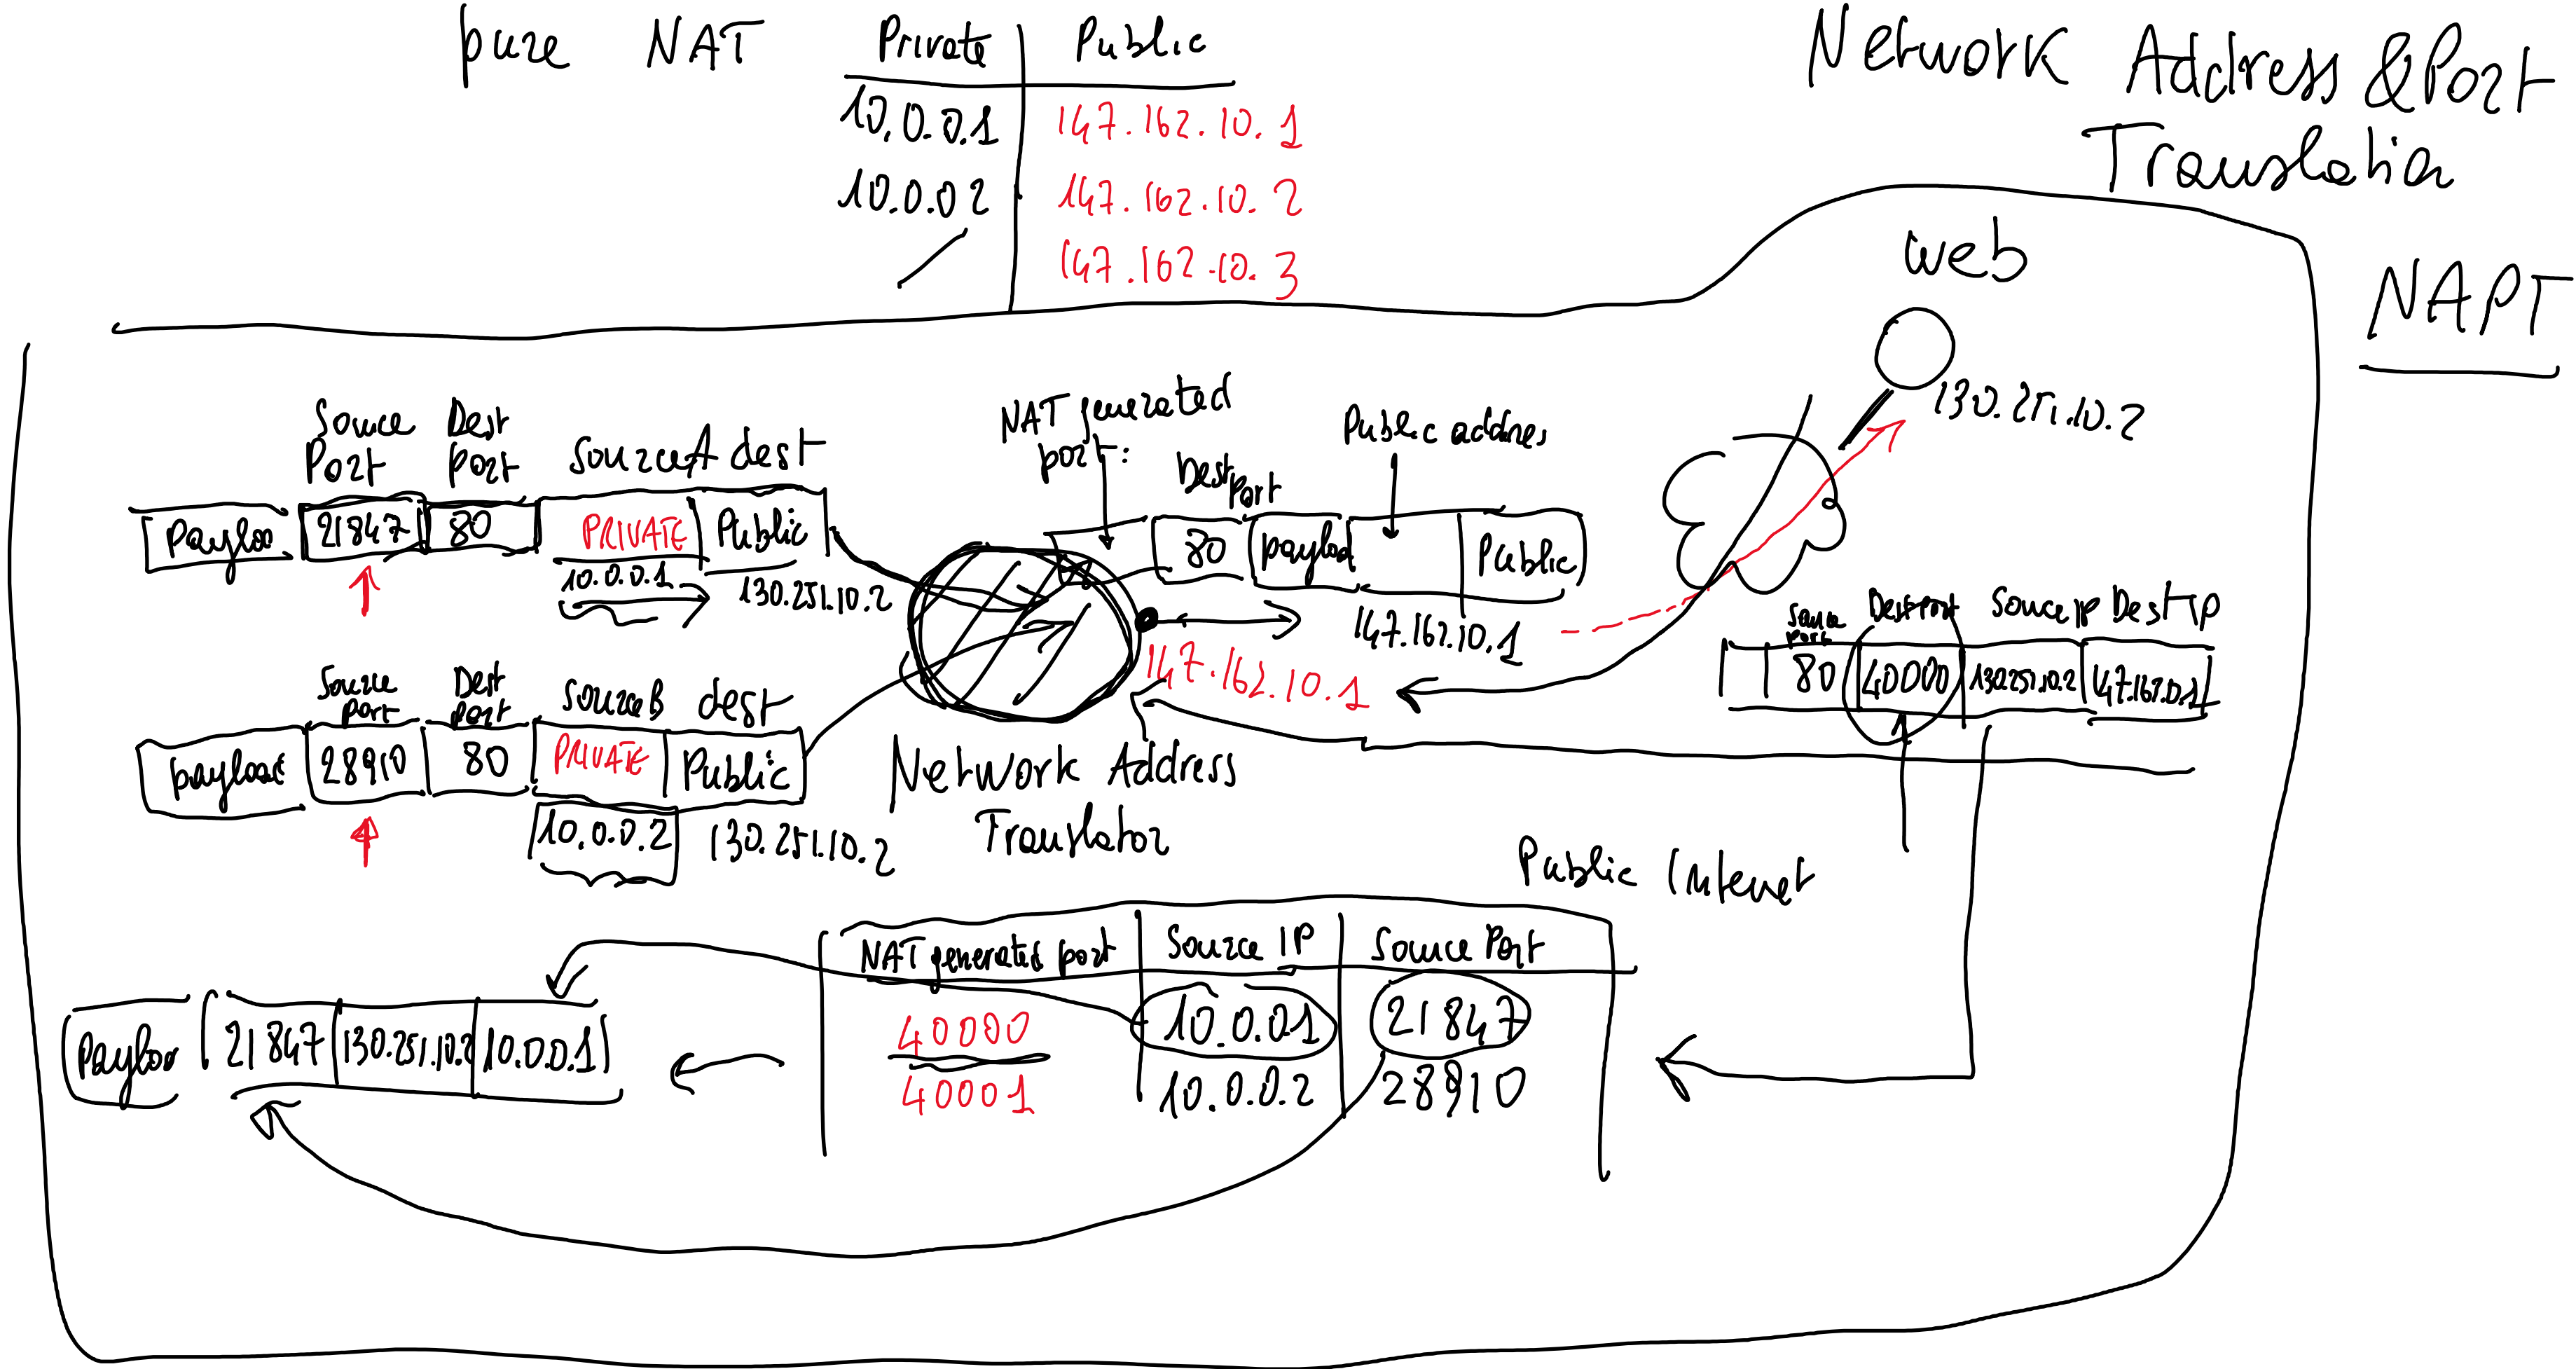 pure NAT
Private Public
10.0.0.1 147.162.10.1
10.0.02 147.162.10.2
147.162.10.3
Network Address & Port
Translation
NAPT
web
130.251.10.2
Source Port
Dest port
Source A dest
Payloa 21847 80 PRIVATE Public
10.0.0.1 130.251.10.2
NAT generated
port:
Dest Port
Public addres
80 payload Public
147.162.10.1
147.162.10.1
Network Address
Translator
Source port
Dest port
Source B dest
payload 28910 80 PRIVATE Public
10.0.0.2 130.251.10.2
Source port Dest port Source IP Dest IP
80 40000 130.251.10.2 147.162.0.1
Public Internet
NAT generated port Source IP Source Port
40000 10.0.01 21847
40001 10.0.0.2 28910
Payloa 21847 130.251.10.2 10.0.0.1